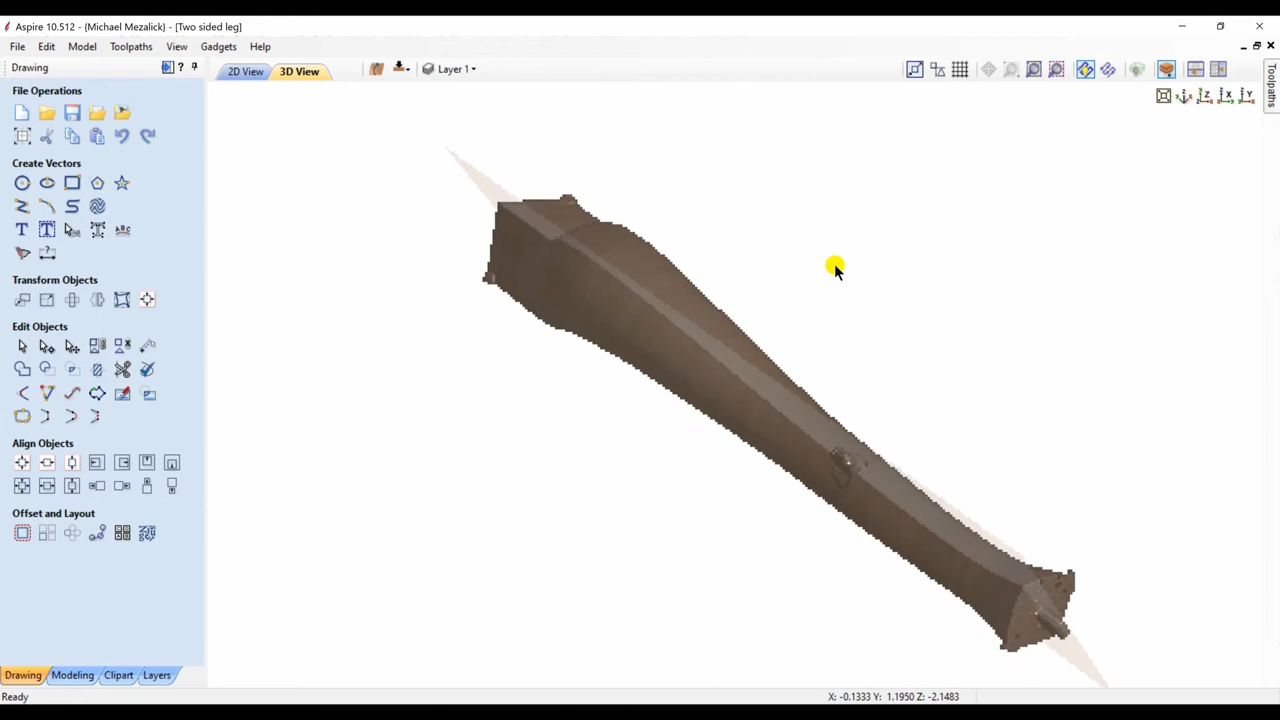 Aspire 10.512 - {Michael Mezalick} - [Two sided leg]
File Edit Model Toolpaths View Gadgets Help
Drawing
2D View 3D View Layer 1
Toolpaths
File Operations
Create Vectors
Transform Objects
Edit Objects
Align Objects
Offset and Layout
Drawing Modeling Clipart Layers
Ready X: -0.1333 Y: 1.1950 Z: -2.1483